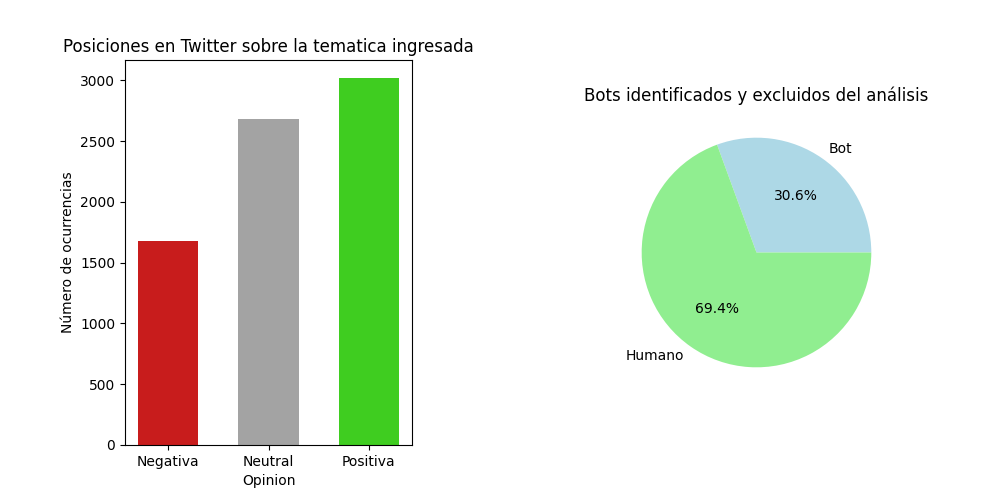 Posiciones en Twitter sobre la tematica ingresada
Número de ocurrencias
3000
2500
2000
1500
1000
500
0
Negativa
Neutral
Positiva
Opinion
Bots identificados y excluidos del análisis
Bot
30.6%
69.4%
Humano